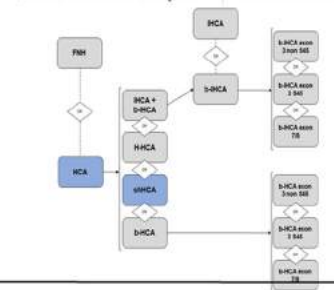 IHCA
FNH
b-IHCA exon
3 non S45
b-IHCA
IHCA +
b-IHCA
b-IHCA exon
3 S45
H-HCA
b-IHCA exon
7/8
HCA
shHCA
b-HCA exon
3 non S45
b-HCA
b-HCA exon
3 S45
b-HCA exon
7/8